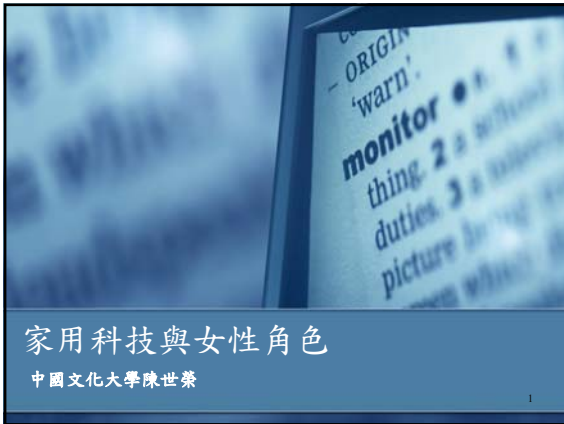 - ORIGIN
'warn'.
monitor
thing. 2 a
duties. 3 a
picture
家用科技與女性角色
中國文化大學陳世榮
1